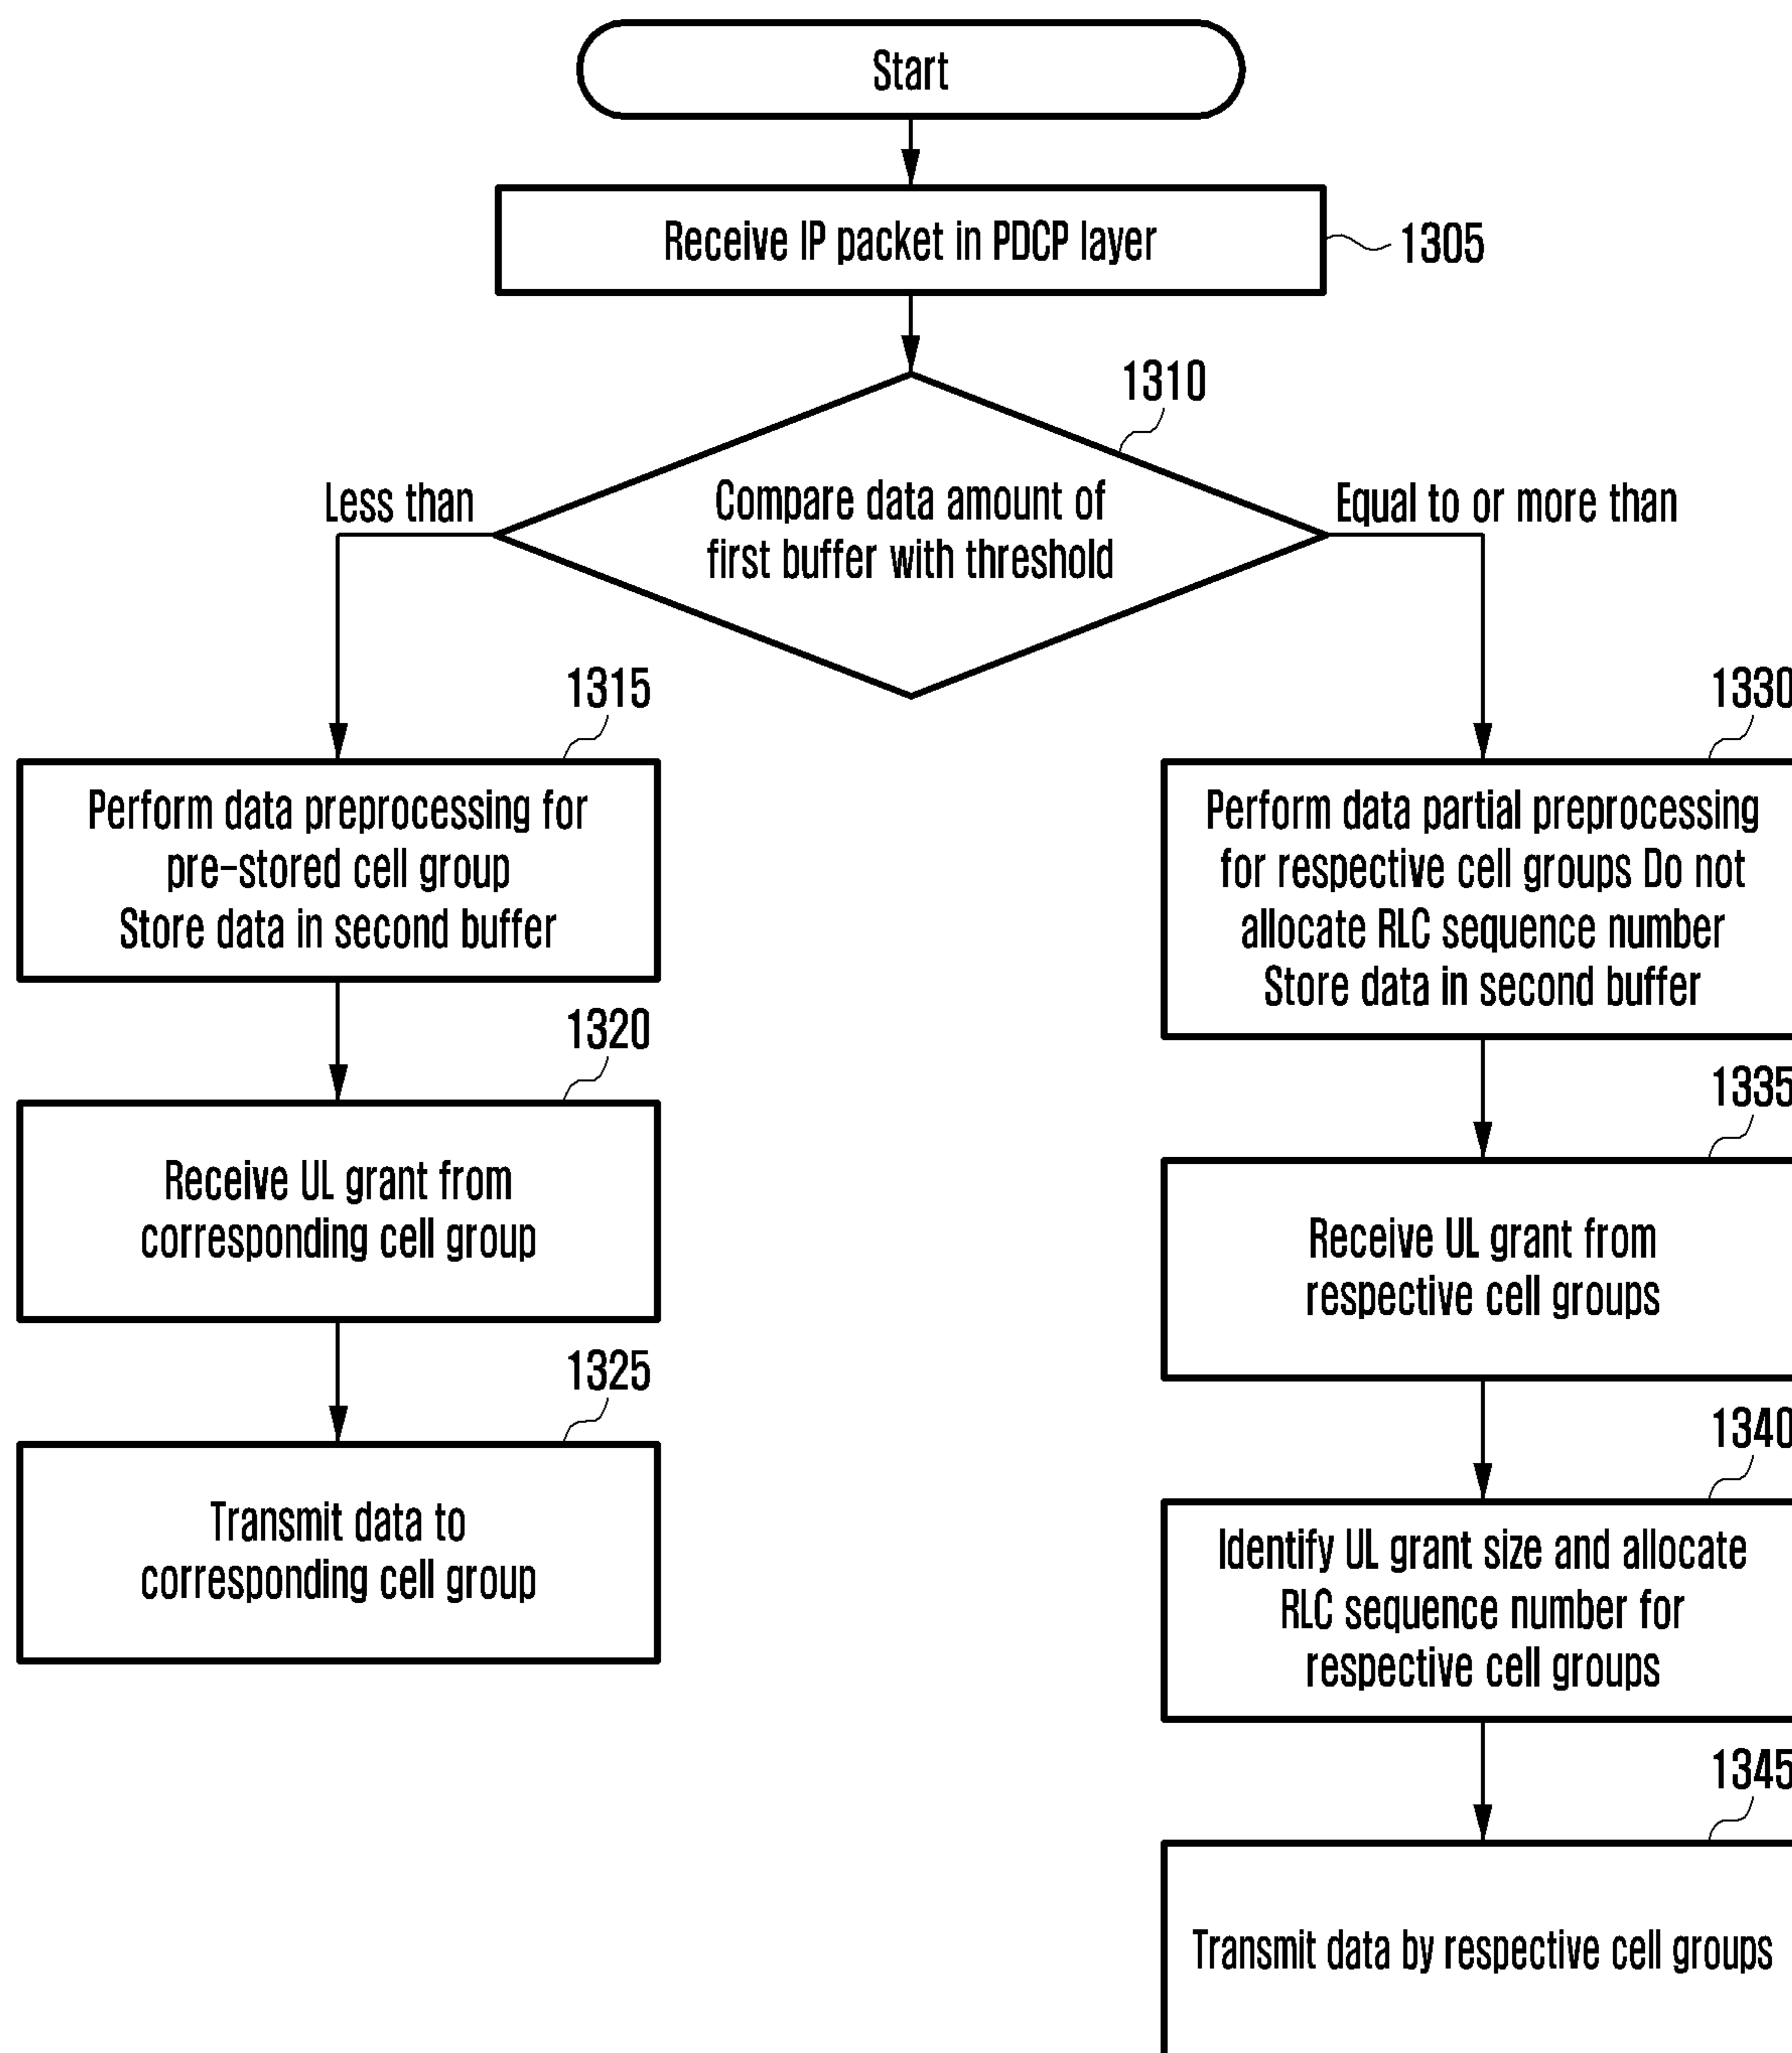 Start
Receive IP packet in PDCP layer
1305
1310
Compare data amount of
first buffer with threshold
Less than
Equal to or more than
1315
Perform data preprocessing for
pre-stored cell group
Store data in second buffer
1320
Receive UL grant from
corresponding cell group
1325
Transmit data to
corresponding cell group
1330
Perform data partial preprocessing
for respective cell groups Do not
allocate RLC sequence number
Store data in second buffer
1335
Receive UL grant from
respective cell groups
1340
Identify UL grant size and allocate
RLC sequence number for
respective cell groups
1345
Transmit data by respective cell groups